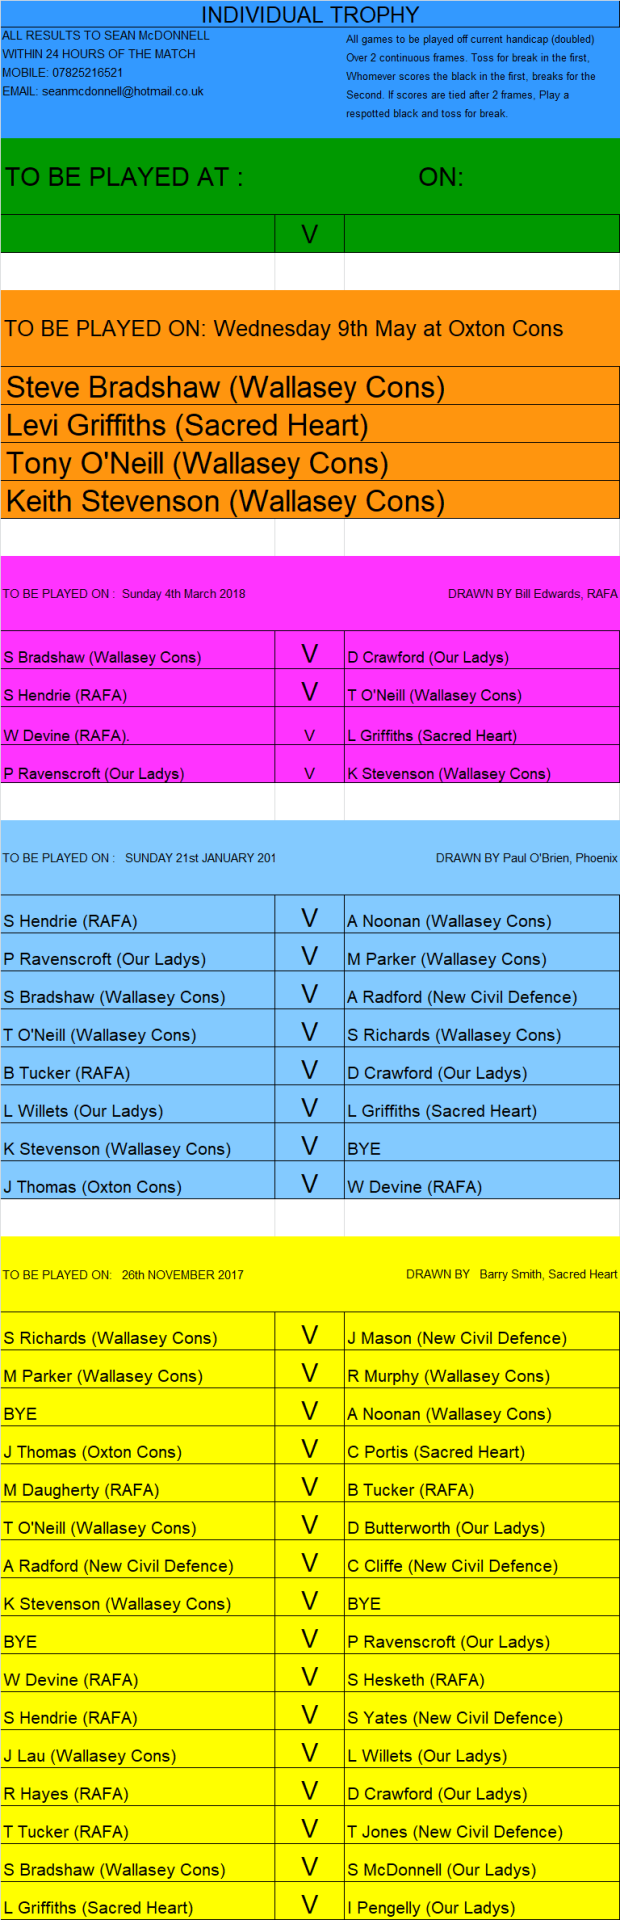 INDIVIDUAL TROPHY
ALL RESULTS TO SEAN McDONNELL
WITHIN 24 HOURS OF THE MATCH
MOBILE: 07825216521
EMAIL: seanmcdonnell@hotmail.co.uk
All games to be played off current handicap (doubled)
Over 2 continuous frames. Toss for break in the first,
Whomever scores the black in the first, breaks for the
Second. If scores are tied after 2 frames, Play a
respotted black and toss for break.
TO BE PLAYED AT : ON:
V
TO BE PLAYED ON: Wednesday 9th May at Oxton Cons
Steve Bradshaw (Wallasey Cons)
Levi Griffiths (Sacred Heart)
Tony O'Neill (Wallasey Cons)
Keith Stevenson (Wallasey Cons)
TO BE PLAYED ON : Sunday 4th March 2018 DRAWN BY Bill Edwards, RAFA
S Bradshaw (Wallasey Cons) V D Crawford (Our Ladys)
S Hendrie (RAFA) V T O'Neill (Wallasey Cons)
W Devine (RAFA). V L Griffiths (Sacred Heart)
P Ravenscroft (Our Ladys) V K Stevenson (Wallasey Cons)
TO BE PLAYED ON : SUNDAY 21st JANUARY 201 DRAWN BY Paul O'Brien, Phoenix
S Hendrie (RAFA) V A Noonan (Wallasey Cons)
P Ravenscroft (Our Ladys) V M Parker (Wallasey Cons)
S Bradshaw (Wallasey Cons) V A Radford (New Civil Defence)
T O'Neill (Wallasey Cons) V S Richards (Wallasey Cons)
B Tucker (RAFA) V D Crawford (Our Ladys)
L Willets (Our Ladys) V L Griffiths (Sacred Heart)
K Stevenson (Wallasey Cons) V BYE
J Thomas (Oxton Cons) V W Devine (RAFA)
TO BE PLAYED ON: 26th NOVEMBER 2017 DRAWN BY Barry Smith, Sacred Heart
S Richards (Wallasey Cons) V J Mason (New Civil Defence)
M Parker (Wallasey Cons) V R Murphy (Wallasey Cons)
BYE V A Noonan (Wallasey Cons)
J Thomas (Oxton Cons) V C Portis (Sacred Heart)
M Daugherty (RAFA) V B Tucker (RAFA)
T O'Neill (Wallasey Cons) V D Butterworth (Our Ladys)
A Radford (New Civil Defence) V C Cliffe (New Civil Defence)
K Stevenson (Wallasey Cons) V BYE
BYE V P Ravenscroft (Our Ladys)
W Devine (RAFA) V S Hesketh (RAFA)
S Hendrie (RAFA) V S Yates (New Civil Defence)
J Lau (Wallasey Cons) V L Willets (Our Ladys)
R Hayes (RAFA) V D Crawford (Our Ladys)
T Tucker (RAFA) V T Jones (New Civil Defence)
S Bradshaw (Wallasey Cons) V S McDonnell (Our Ladys)
L Griffiths (Sacred Heart) V I Pengelly (Our Ladys)